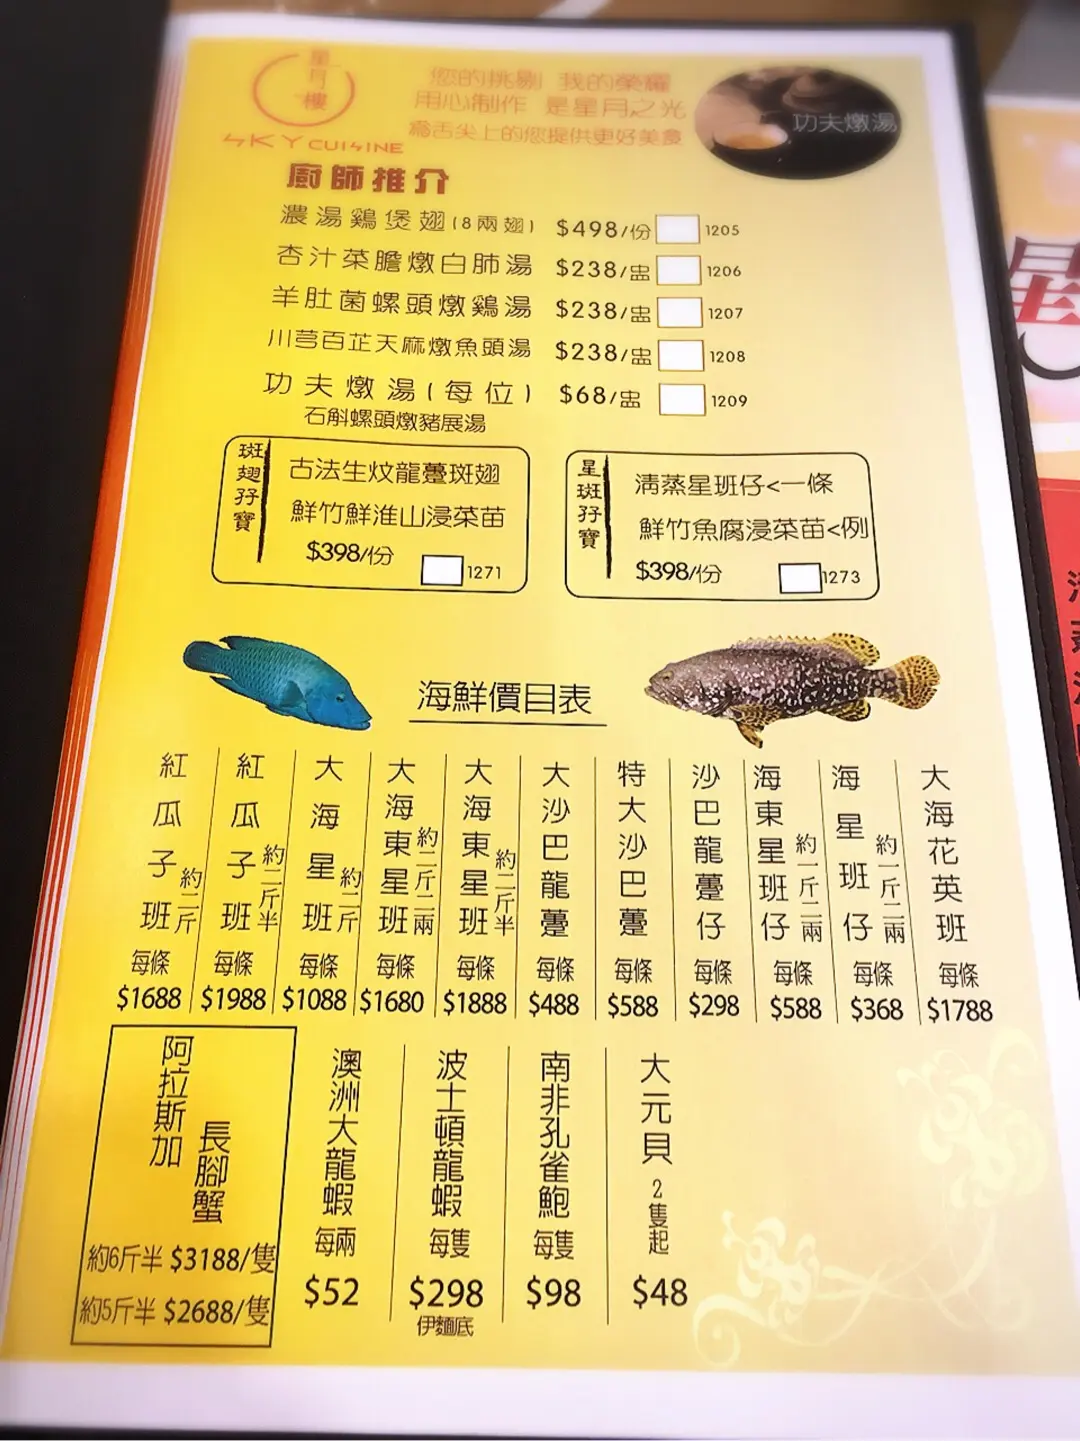 星月樓
SKY CUISINE
您的挑剔 我的榮耀
用心制作 是星月之光
為舌尖上的您提供更好美食
功夫燉湯
廚師推介
濃湯鷄煲翅(8兩翅) $498/份 1205
杏汁菜膽燉白肺湯 $238/盅 1206
羊肚菌螺頭燉鷄湯 $238/盅 1207
川芎百芷天麻燉魚頭湯 $238/盅 1208
功夫燉湯(每位) $68/盅 1209
石斛螺頭燉豬展湯
斑翅孖寶
古法生炆龍躉斑翅
鮮竹鮮淮山浸菜苗
$398/份 1271
星斑孖寶
淸蒸星班仔<一條
鮮竹魚腐浸菜苗<例
$398/份 1273
海鮮價目表
紅瓜子班 約二斤 每條 $1688
紅瓜子班 約二斤半 每條 $1988
大海星班 約二斤 每條 $1088
大海東星班 約二斤二兩 每條 $1680
大海東星班 約二斤半 每條 $1888
大沙巴龍躉 每條 $488
特大沙巴躉 每條 $588
沙巴龍躉仔 每條 $298
海東星班仔 約一斤二兩 每條 $588
海星班仔 約一斤二兩 每條 $368
大海花英班 每條 $1788
阿拉斯加
長腳蟹
約6斤半 $3188/隻
約5斤半 $2688/隻
澳洲大龍蝦 每兩 $52
波士頓龍蝦 每隻 $298
伊麵底
南非孔雀鮑 每隻 $98
大元貝 2隻起 $48
星